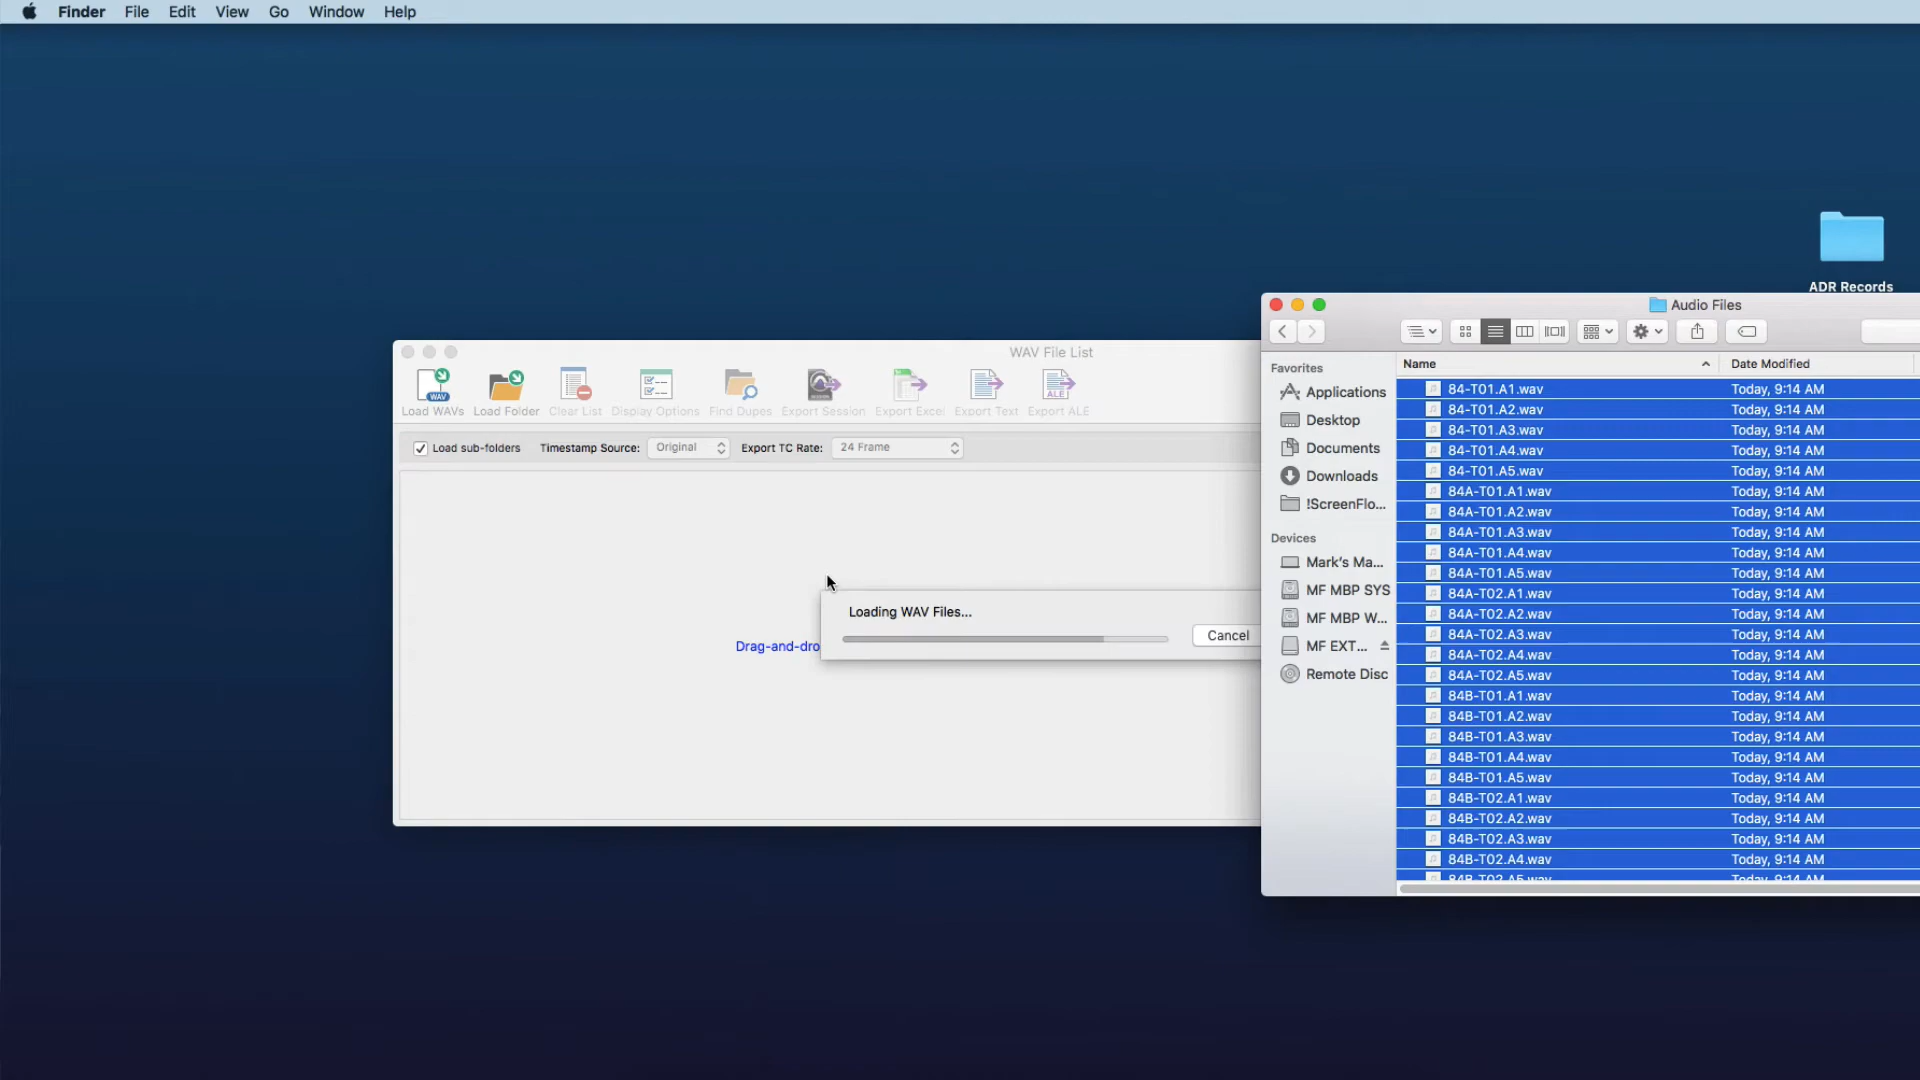 Finder File Edit View Go Window Help
ADR Records
WAV File List
WAV
ALE
Load WAVs Load Folder Clear List Display Options Find Dupes Export Session Export Excel Export Text Export ALE
Load sub-folders Timestamp Source: Original Export TC Rate: 24 Frame
Drag-and-dro
Loading WAV Files...
Cancel
Audio Files
Favorites
Applications
Desktop
Documents
Downloads
!ScreenFlo...
Devices
Mark's Ma...
MF MBP SYS
MF MBP W...
MF EXT...
Remote Disc
Name Date Modified
84-T01.A1.wav Today, 9:14 AM
84-T01.A2.wav Today, 9:14 AM
84-T01.A3.wav Today, 9:14 AM
84-T01.A4.wav Today, 9:14 AM
84-T01.A5.wav Today, 9:14 AM
84A-T01.A1.wav Today, 9:14 AM
84A-T01.A2.wav Today, 9:14 AM
84A-T01.A3.wav Today, 9:14 AM
84A-T01.A4.wav Today, 9:14 AM
84A-T01.A5.wav Today, 9:14 AM
84A-T02.A1.wav Today, 9:14 AM
84A-T02.A2.wav Today, 9:14 AM
84A-T02.A3.wav Today, 9:14 AM
84A-T02.A4.wav Today, 9:14 AM
84A-T02.A5.wav Today, 9:14 AM
84B-T01.A1.wav Today, 9:14 AM
84B-T01.A2.wav Today, 9:14 AM
84B-T01.A3.wav Today, 9:14 AM
84B-T01.A4.wav Today, 9:14 AM
84B-T01.A5.wav Today, 9:14 AM
84B-T02.A1.wav Today, 9:14 AM
84B-T02.A2.wav Today, 9:14 AM
84B-T02.A3.wav Today, 9:14 AM
84B-T02.A4.wav Today, 9:14 AM
84B-T02.A5.wav Today, 9:14 AM